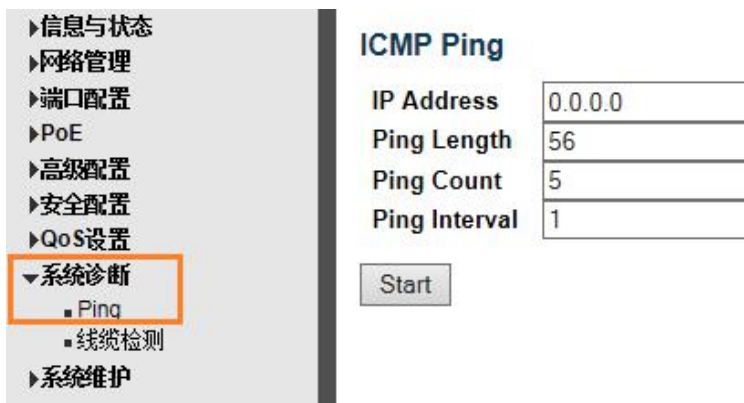 信息与状态
网络管理
端口配置
PoE
高级配置
安全配置
QoS设置
系统诊断
Ping
线缆检测
系统维护
ICMP Ping
IP Address 0.0.0.0
Ping Length 56
Ping Count 5
Ping Interval 1
Start